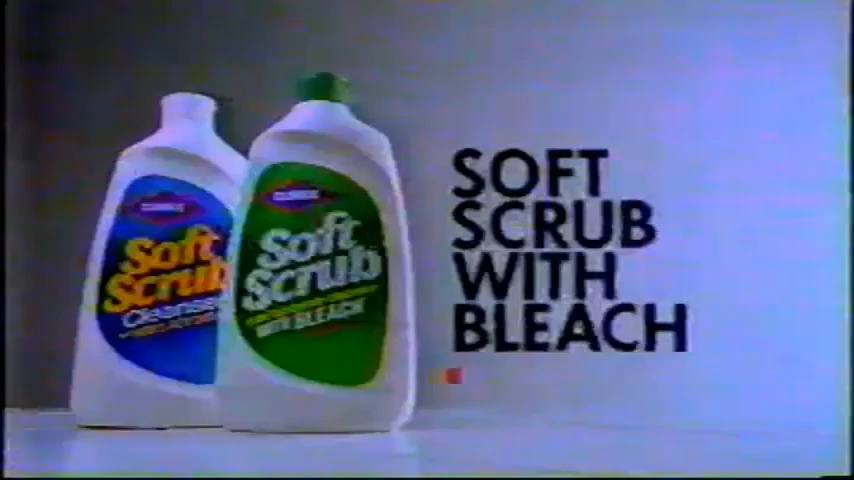 Soft
Scrub
Cleanser
Soft
Scrub
WITH BLEACH
SOFT
SCRUB
WITH
BLEACH